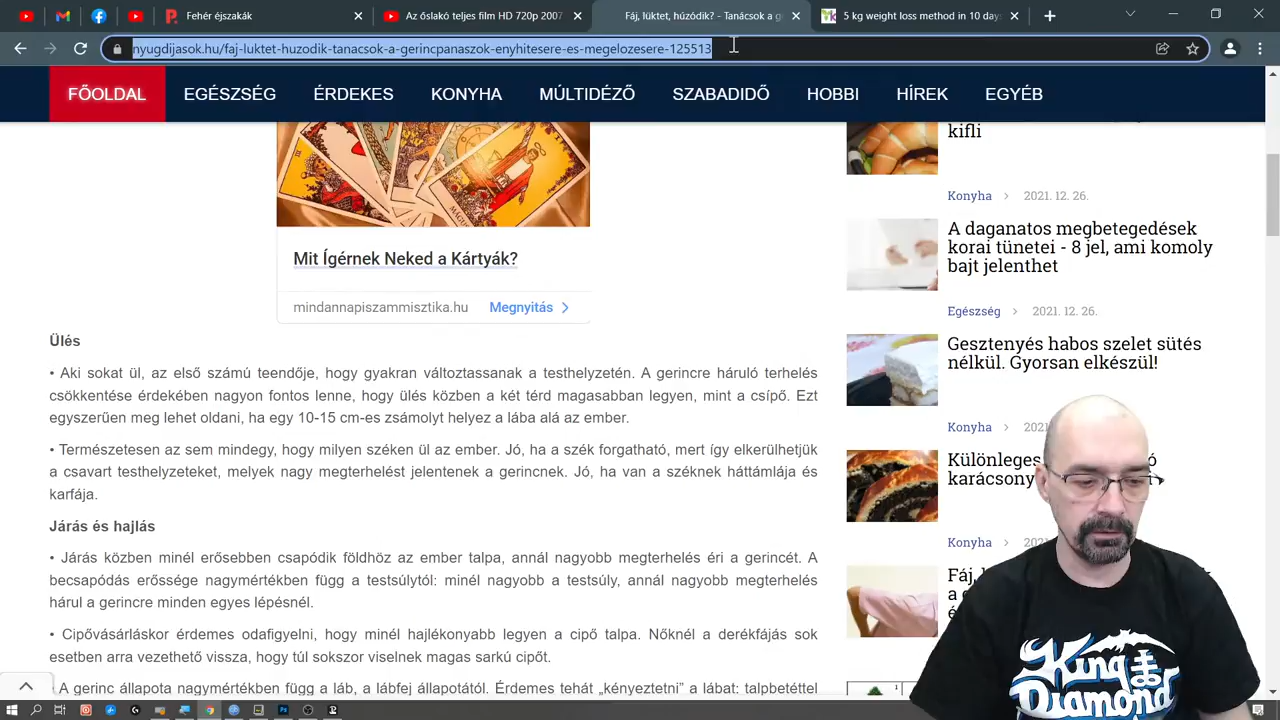 Fehér éjszakák
Az őslakó teljes film HD 720p 2007
Fáj, lüktet, húzódik? - Tanácsok a g
5 kg weight loss method in 10 days
nyugdijasok.hu/faj-luktet-huzodik-tanacsok-a-gerincpanaszok-enyhitesere-es-megelozesere-125513
FŐOLDAL EGÉSZSÉG ÉRDEKES KONYHA MÚLTIDÉZŐ SZABADIDŐ HOBBI HÍREK EGYÉB
Mit Ígérnek Neked a Kártyák?
mindannapiszammisztika.hu Megnyitás
Ülés
• Aki sokat ül, az első számú teendője, hogy gyakran változtassanak a testhelyzetén. A gerincre háruló terhelés
csökkentése érdekében nagyon fontos lenne, hogy ülés közben a két térd magasabban legyen, mint a csípő. Ezt
egyszerűen meg lehet oldani, ha egy 10-15 cm-es zsámolyt helyez a lába alá az ember.
• Természetesen az sem mindegy, hogy milyen széken ül az ember. Jó, ha a szék forgatható, mert így elkerülhetjük
a csavart testhelyzeteket, melyek nagy megterhelést jelentenek a gerincnek. Jó, ha van a széknek háttámlája és
karfája.
Járás és hajlás
• Járás közben minél erősebben csapódik földhöz az ember talpa, annál nagyobb megterhelés éri a gerincét. A
becsapódás erőssége nagymértékben függ a testsúlytól: minél nagyobb a testsúly, annál nagyobb megterhelés
hárul a gerincre minden egyes lépésnél.
• Cipővásárláskor érdemes odafigyelni, hogy minél hajlékonyabb legyen a cipő talpa. Nőknél a derékfájás sok
esetben arra vezethető vissza, hogy túl sokszor viselnek magas sarkú cipőt.
A gerinc állapota nagymértékben függ a láb, a lábfej állapotától. Érdemes tehát „kényeztetni” a lábat: talpbetéttel
kifli
Konyha 2021. 12. 26.
A daganatos megbetegedések
korai tünetei - 8 jel, ami komoly
bajt jelenthet
Egészség 2021. 12. 26.
Gesztenyés habos szelet sütés
nélkül. Gyorsan elkészül!
Konyha 2021
Különleges
karácsony
Konyha 2021
Fáj,
King
Diamond